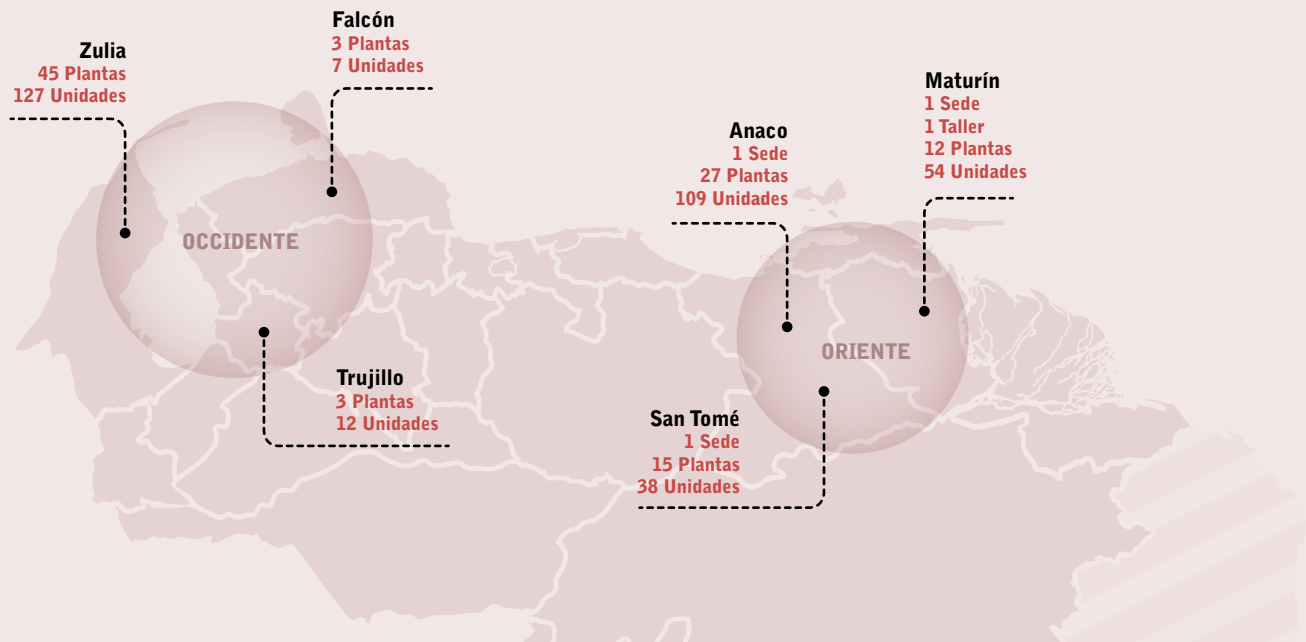 Falcón
3 Plantas
7 Unidades
Zulia
45 Plantas
127 Unidades
Maturín
1 Sede
1 Taller
12 Plantas
54 Unidades
Anaco
1 Sede
27 Plantas
109 Unidades
OCCIDENTE
ORIENTE
Trujillo
3 Plantas
12 Unidades
San Tomé
1 Sede
15 Plantas
38 Unidades